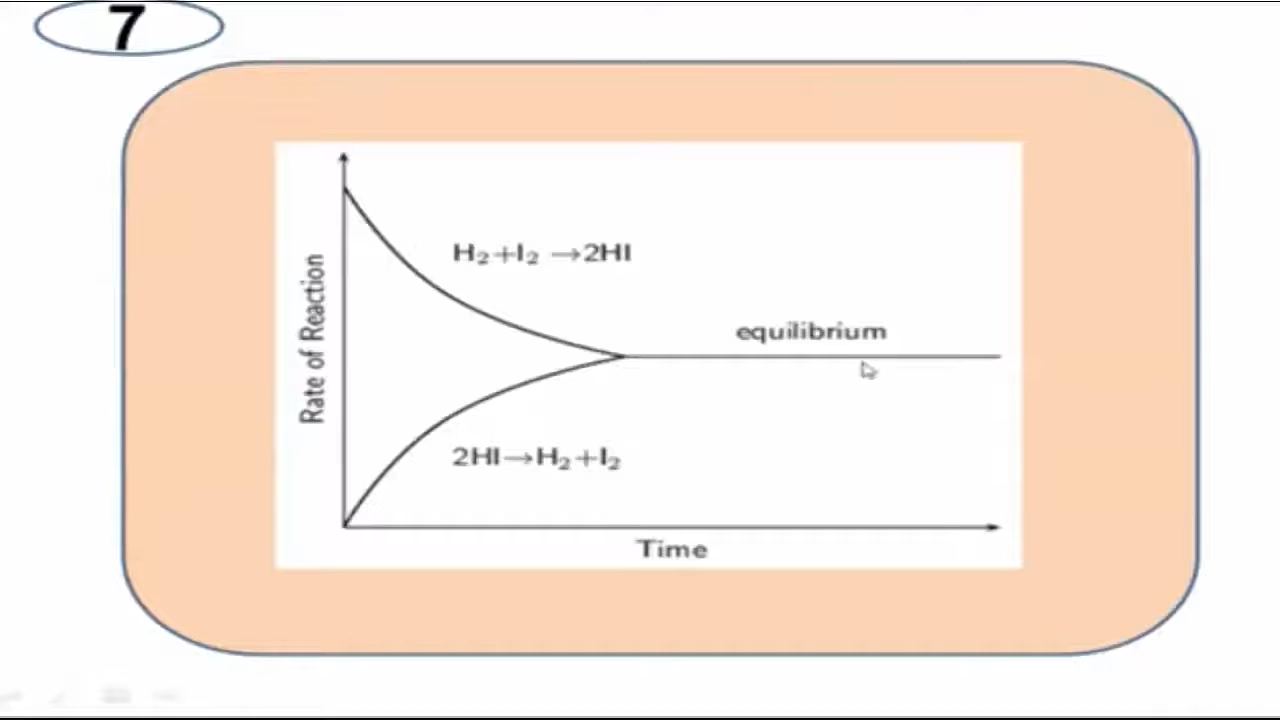 7
H₂+I₂ →2HI
Rate of Reaction
equilibrium
2HI→H₂+I₂
Time